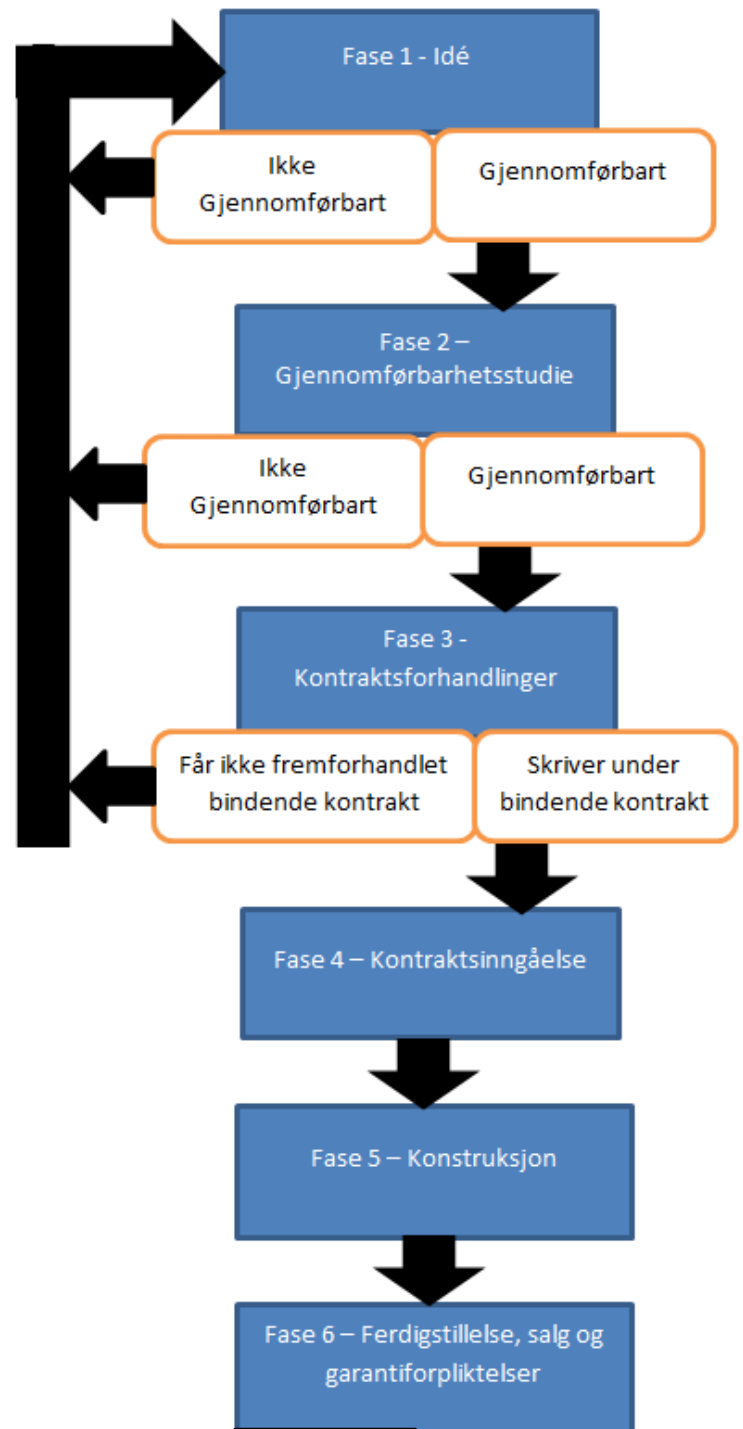 Fase 1 - Idé
Ikke
Gjennomførbart
Gjennomførbart
Fase 2 –
Gjennomførbarhetsstudie
Ikke
Gjennomførbart
Gjennomførbart
Fase 3 -
Kontraktsforhandlinger
Får ikke fremforhandlet
bindende kontrakt
Skriver under
bindende kontrakt
Fase 4 – Kontraktsinngåelse
Fase 5 – Konstruksjon
Fase 6 – Ferdigstillelse, salg og
garantiforpliktelser